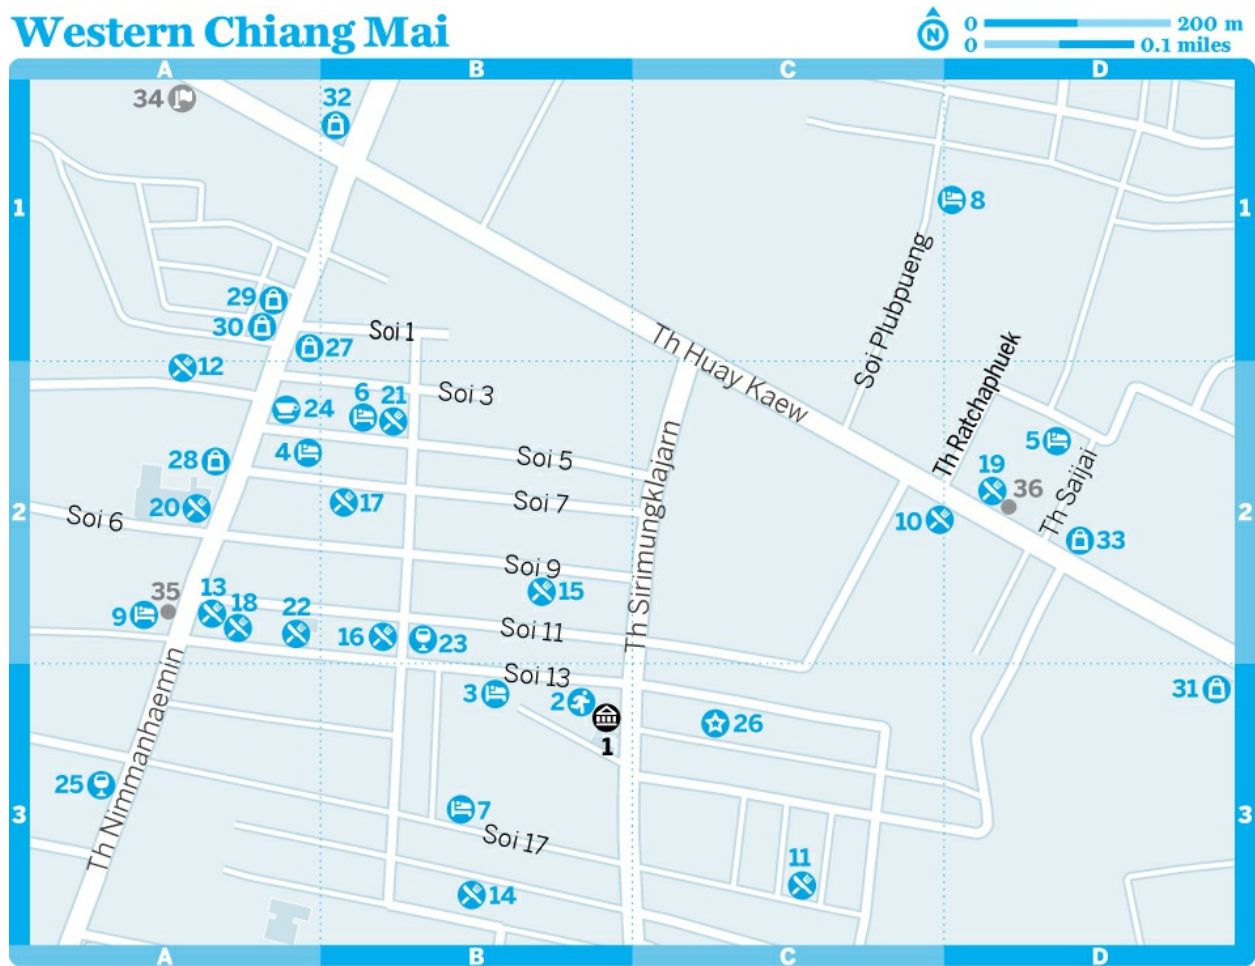 Western Chiang Mai
N
0 200 m
0 0.1 miles
A B C D
34
32
1 1
8
29
30
27
12
Soi 1
Soi Plubpueng
Th Huay Kaew
Th Ratchaphuek
24
6
21
Soi 3
4
28
Soi 5
5
19
36
Th Saijai
20
17
Soi 7
Soi 6
2 2
10
33
Th Sirimungklajarn
Soi 9
15
35
9
13
18
22
16
23
Soi 11
Soi 13
3
2
1
26
31
Th Nimmanhaemin
25
3 3
7
Soi 17
11
14
A B C D